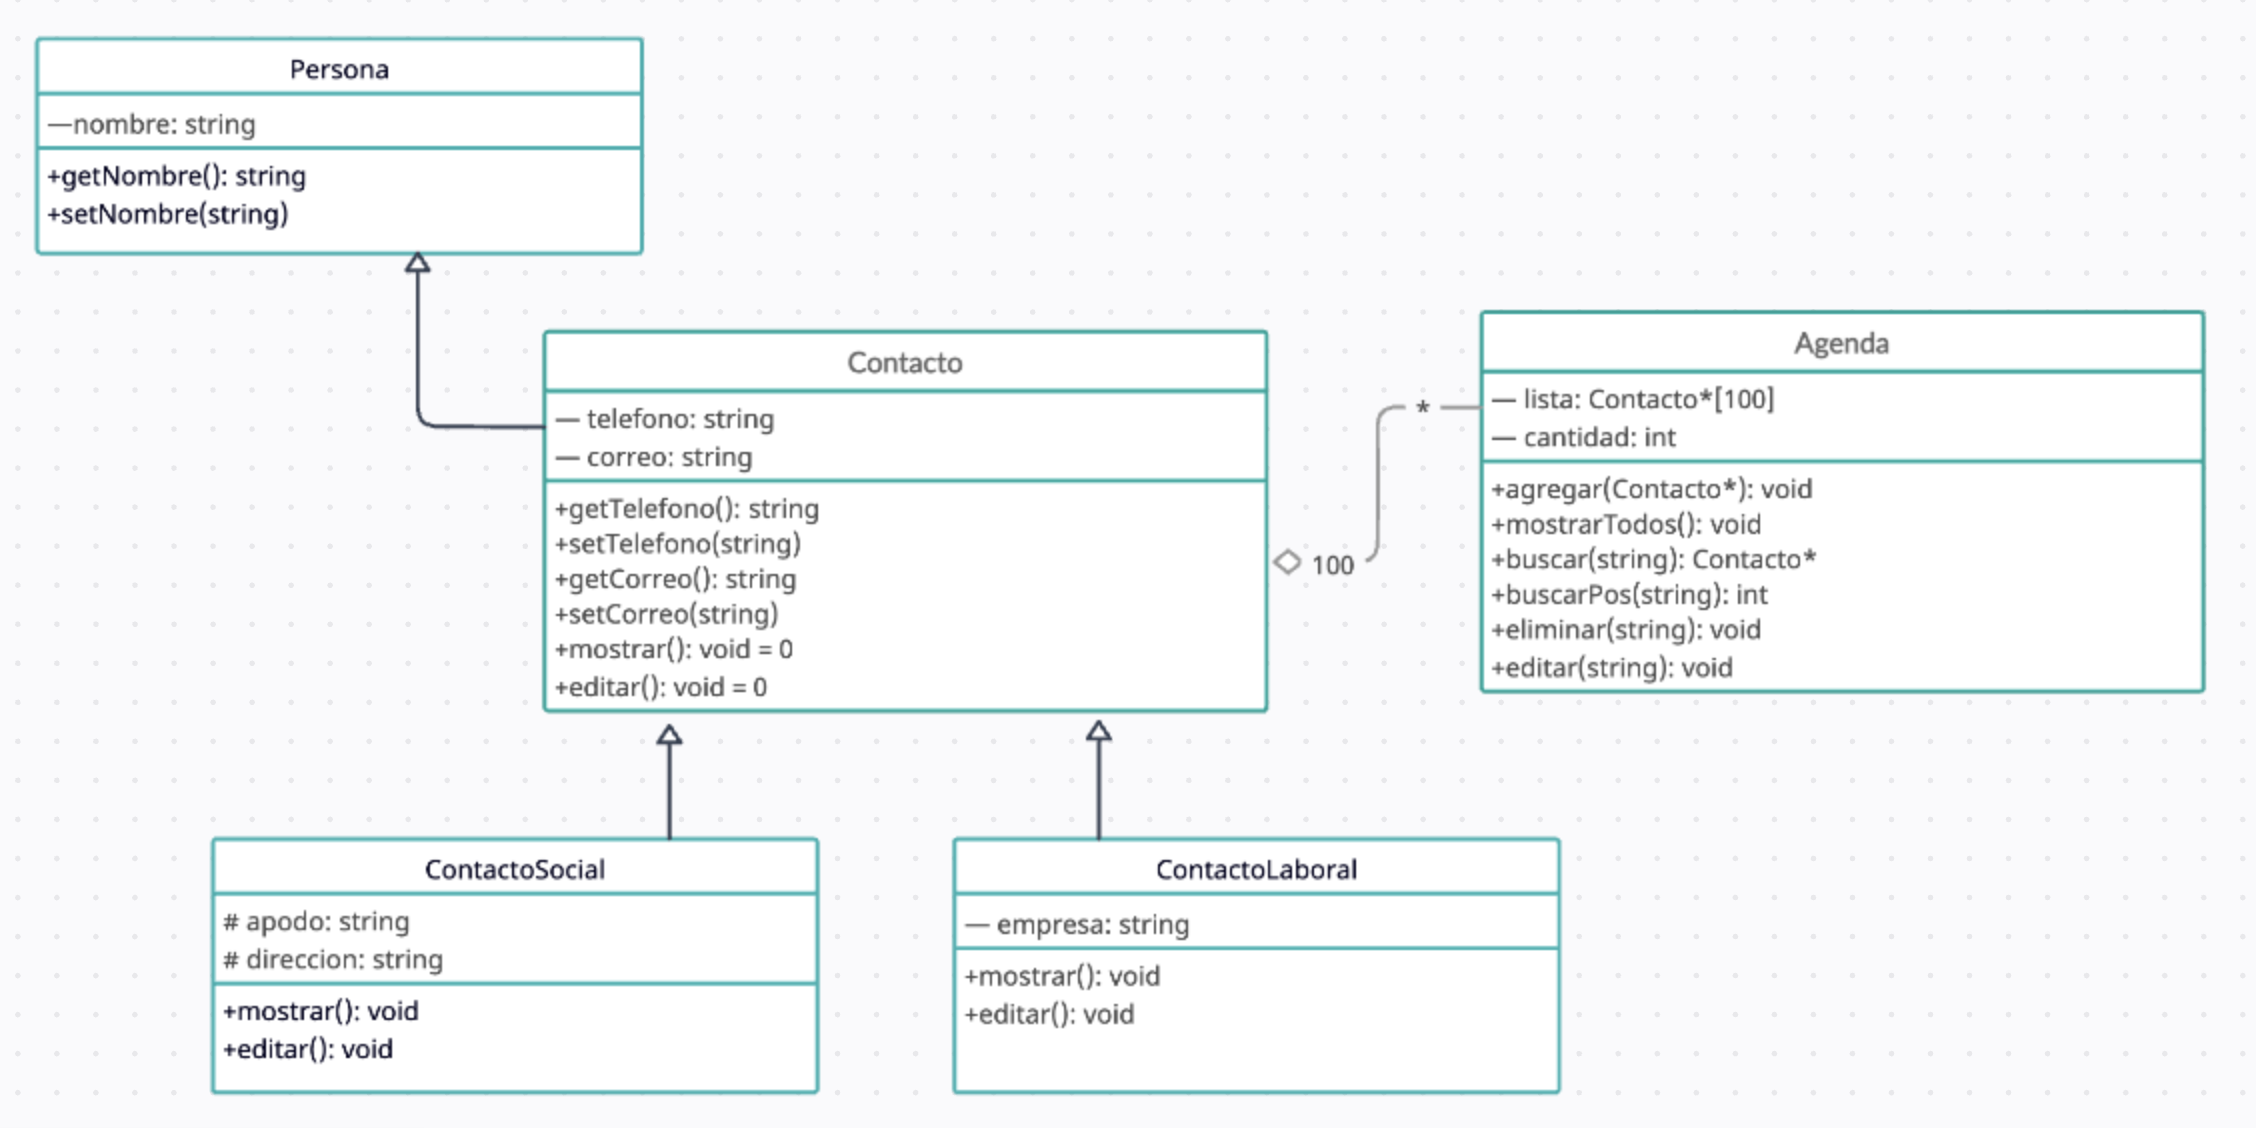 Persona
—nombre: string
+getNombre(): string
+setNombre(string)
Contacto
— telefono: string
— correo: string
+getTelefono(): string
+setTelefono(string)
+getCorreo(): string
+setCorreo(string)
+mostrar(): void = 0
+editar(): void = 0
100
*
Agenda
— lista: Contacto*[100]
— cantidad: int
+agregar(Contacto*): void
+mostrarTodos(): void
+buscar(string): Contacto*
+buscarPos(string): int
+eliminar(string): void
+editar(string): void
ContactoSocial
# apodo: string
# direccion: string
+mostrar(): void
+editar(): void
ContactoLaboral
— empresa: string
+mostrar(): void
+editar(): void